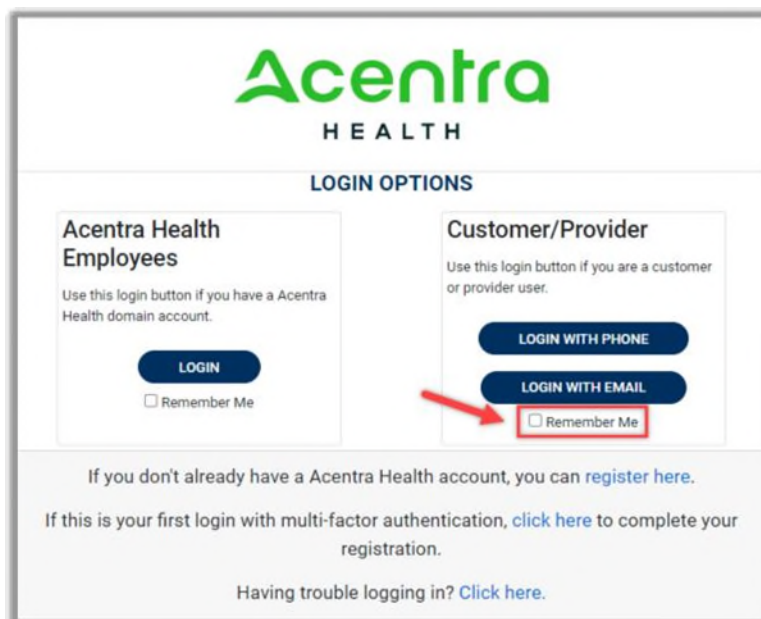 Acentra
HEALTH
LOGIN OPTIONS
Acentra Health
Employees
Use this login button if you have a Acentra
Health domain account.
LOGIN
Remember Me
Customer/Provider
Use this login button if you are a customer
or provider user.
LOGIN WITH PHONE
LOGIN WITH EMAIL
Remember Me
If you don't already have a Acentra Health account, you can register here.
If this is your first login with multi-factor authentication, click here to complete your
registration.
Having trouble logging in? Click here.